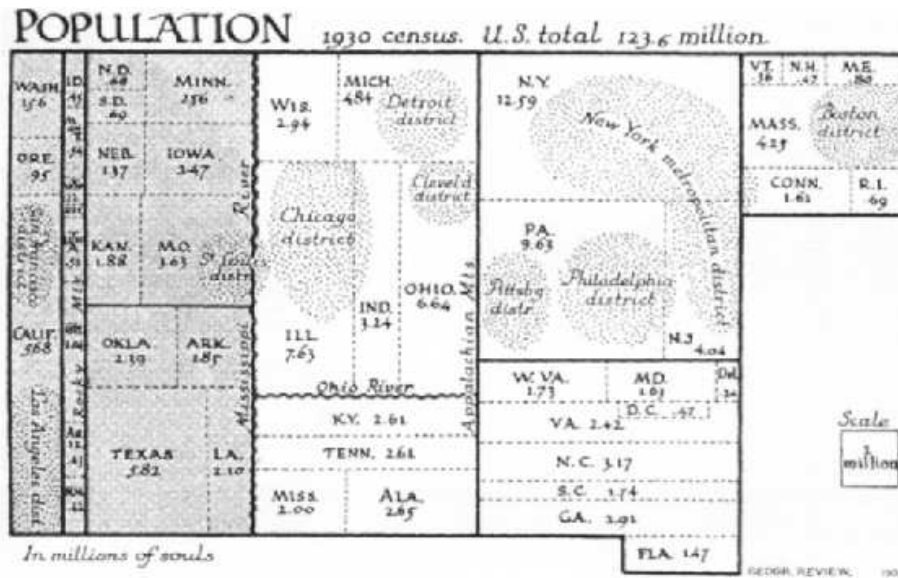 POPULATION 1930 census. U.S. total 123.6 million
WASH.
1.56
ORE.
.95
San Francisco district
CALIF.
5.68
Los Angeles dist
Rocky Mts
N.D.
.68
S.D.
.69
MINN.
2.56
NEB.
1.37
IOWA
2.47
KAN.
1.88
MO.
3.63
St Louis distr.
OKLA.
2.39
ARK.
1.85
TEXAS
5.82
LA.
2.10
Mississippi River
WIS.
2.94
MICH.
4.84
Detroit district
Chicago district
Cleveld district
ILL.
7.63
IND.
3.24
OHIO.
6.64
Ohio River
KY. 2.61
TENN. 2.61
MISS.
2.00
ALA.
2.65
Appalachian Mts
N.Y.
12.59
New York metropolitan district
PA.
9.63
Pittsbg distr.
Philadelphia district
N.J
4.04
W. VA.
1.73
MD.
1.63
Del.
D.C. .47
VA. 2.42
N.C. 3.17
S.C. 1.74
GA. 2.91
FLA 1.47
VT.
.36
N.H.
.47
ME.
.80
MASS.
4.25
Boston district
CONN.
1.61
R.I.
.69
Scale
1 million
In millions of souls
GEOGR. REVIEW,